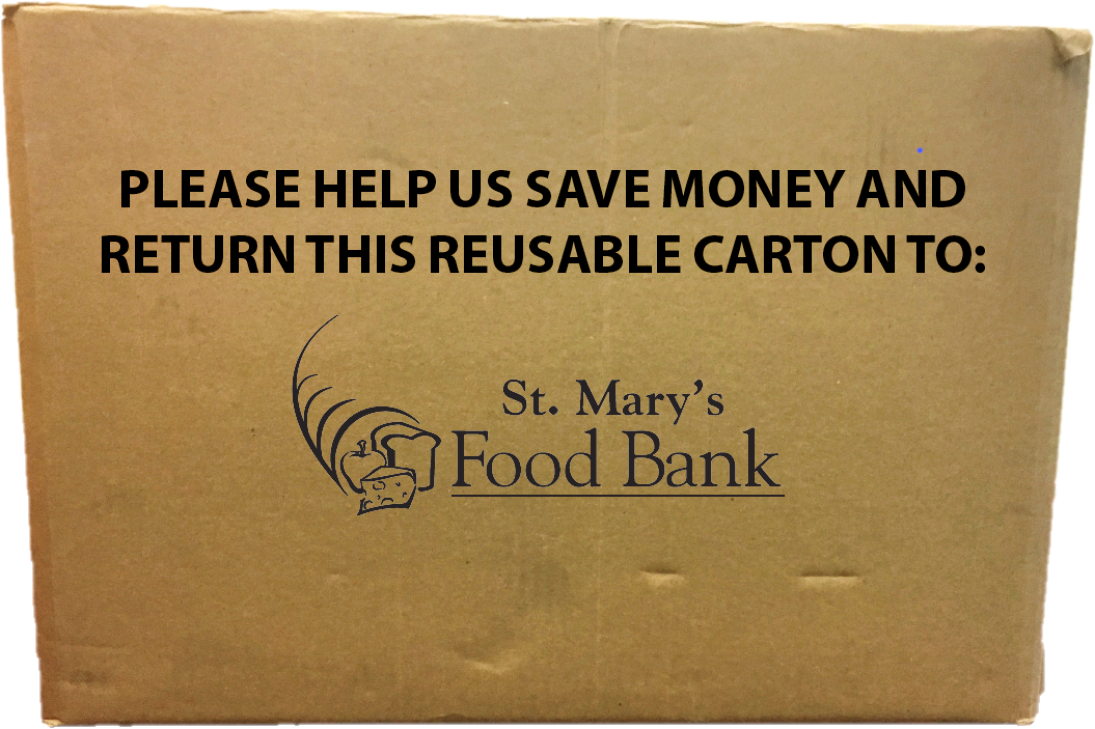 PLEASE HELP US SAVE MONEY AND
RETURN THIS REUSABLE CARTON TO:
St. Mary's
Food Bank